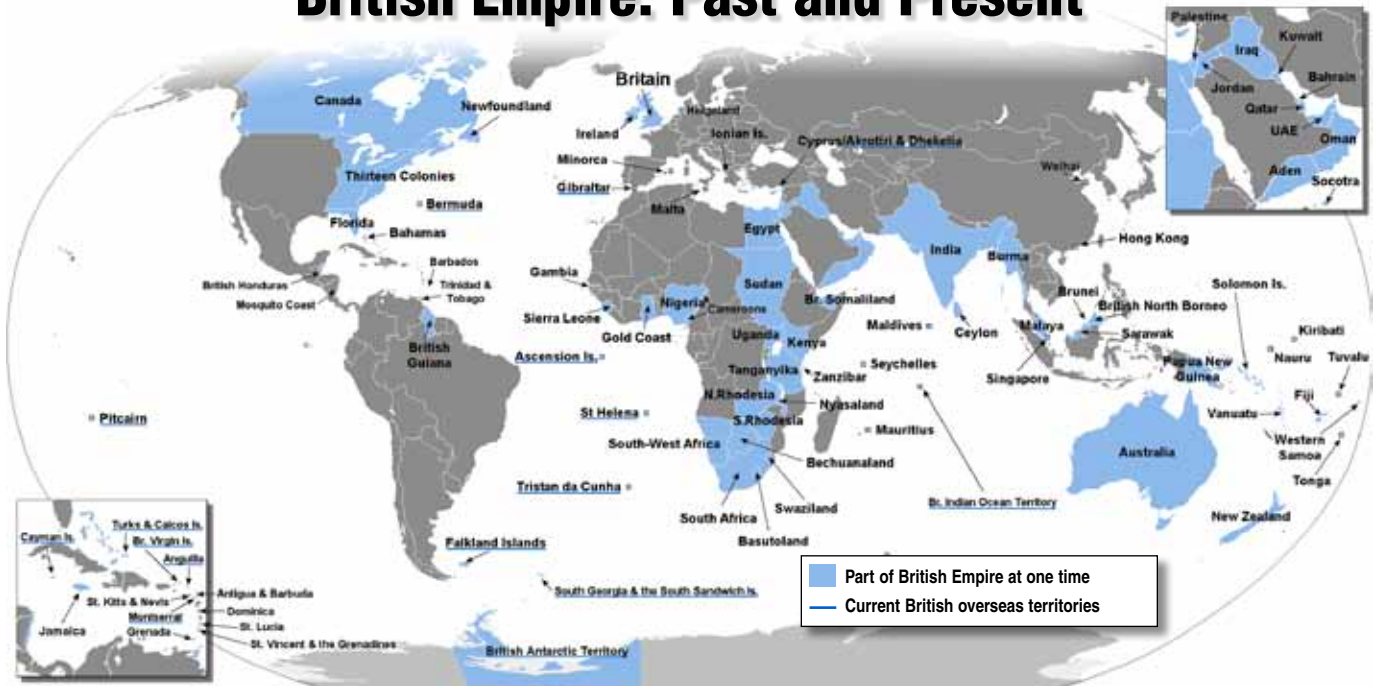 British Empire: Past and Present
Palestine
Iraq
Kuwait
Jordan
Bahrain
Qatar
UAE
Oman
Aden
Socotra
Canada
Newfoundland
Britain
Ireland
Helgoland
Ionian Is.
Cyprus/Akrotiri & Dhekelia
Minorca
Gibraltar
Malta
Weihai
Thirteen Colonies
Bermuda
Florida
Bahamas
Barbados
British Honduras
Trinidad &
Tobago
Mosquito Coast
British
Guiana
Egypt
Hong Kong
India
Burma
Gambia
Sudan
Nigeria
Cameroons
Br. Somaliland
Brunei
British North Borneo
Solomon Is.
Sierra Leone
Gold Coast
Uganda
Kenya
Maldives
Ceylon
Malaya
Sarawak
Kiribati
Nauru
Tuvalu
Ascension Is.
Tanganyika
Zanzibar
Seychelles
Singapore
Papua New
Guinea
N.Rhodesia
Nyasaland
Fiji
Pitcairn
St Helena
S.Rhodesia
Mauritius
Vanuatu
South-West Africa
Bechuanaland
Australia
Western
Samoa
Tonga
Tristan da Cunha
Swaziland
Br. Indian Ocean Territory
South Africa
Basutoland
New Zealand
Falkland Islands
South Georgia & the South Sandwich Is.
British Antarctic Territory
Turks & Caicos Is.
Cayman Is.
Br. Virgin Is.
Anguilla
Antigua & Barbuda
St. Kitts & Nevis
Montserrat
Dominica
St. Lucia
Jamaica
Grenada
St. Vincent & the Grenadines
Part of British Empire at one time
Current British overseas territories